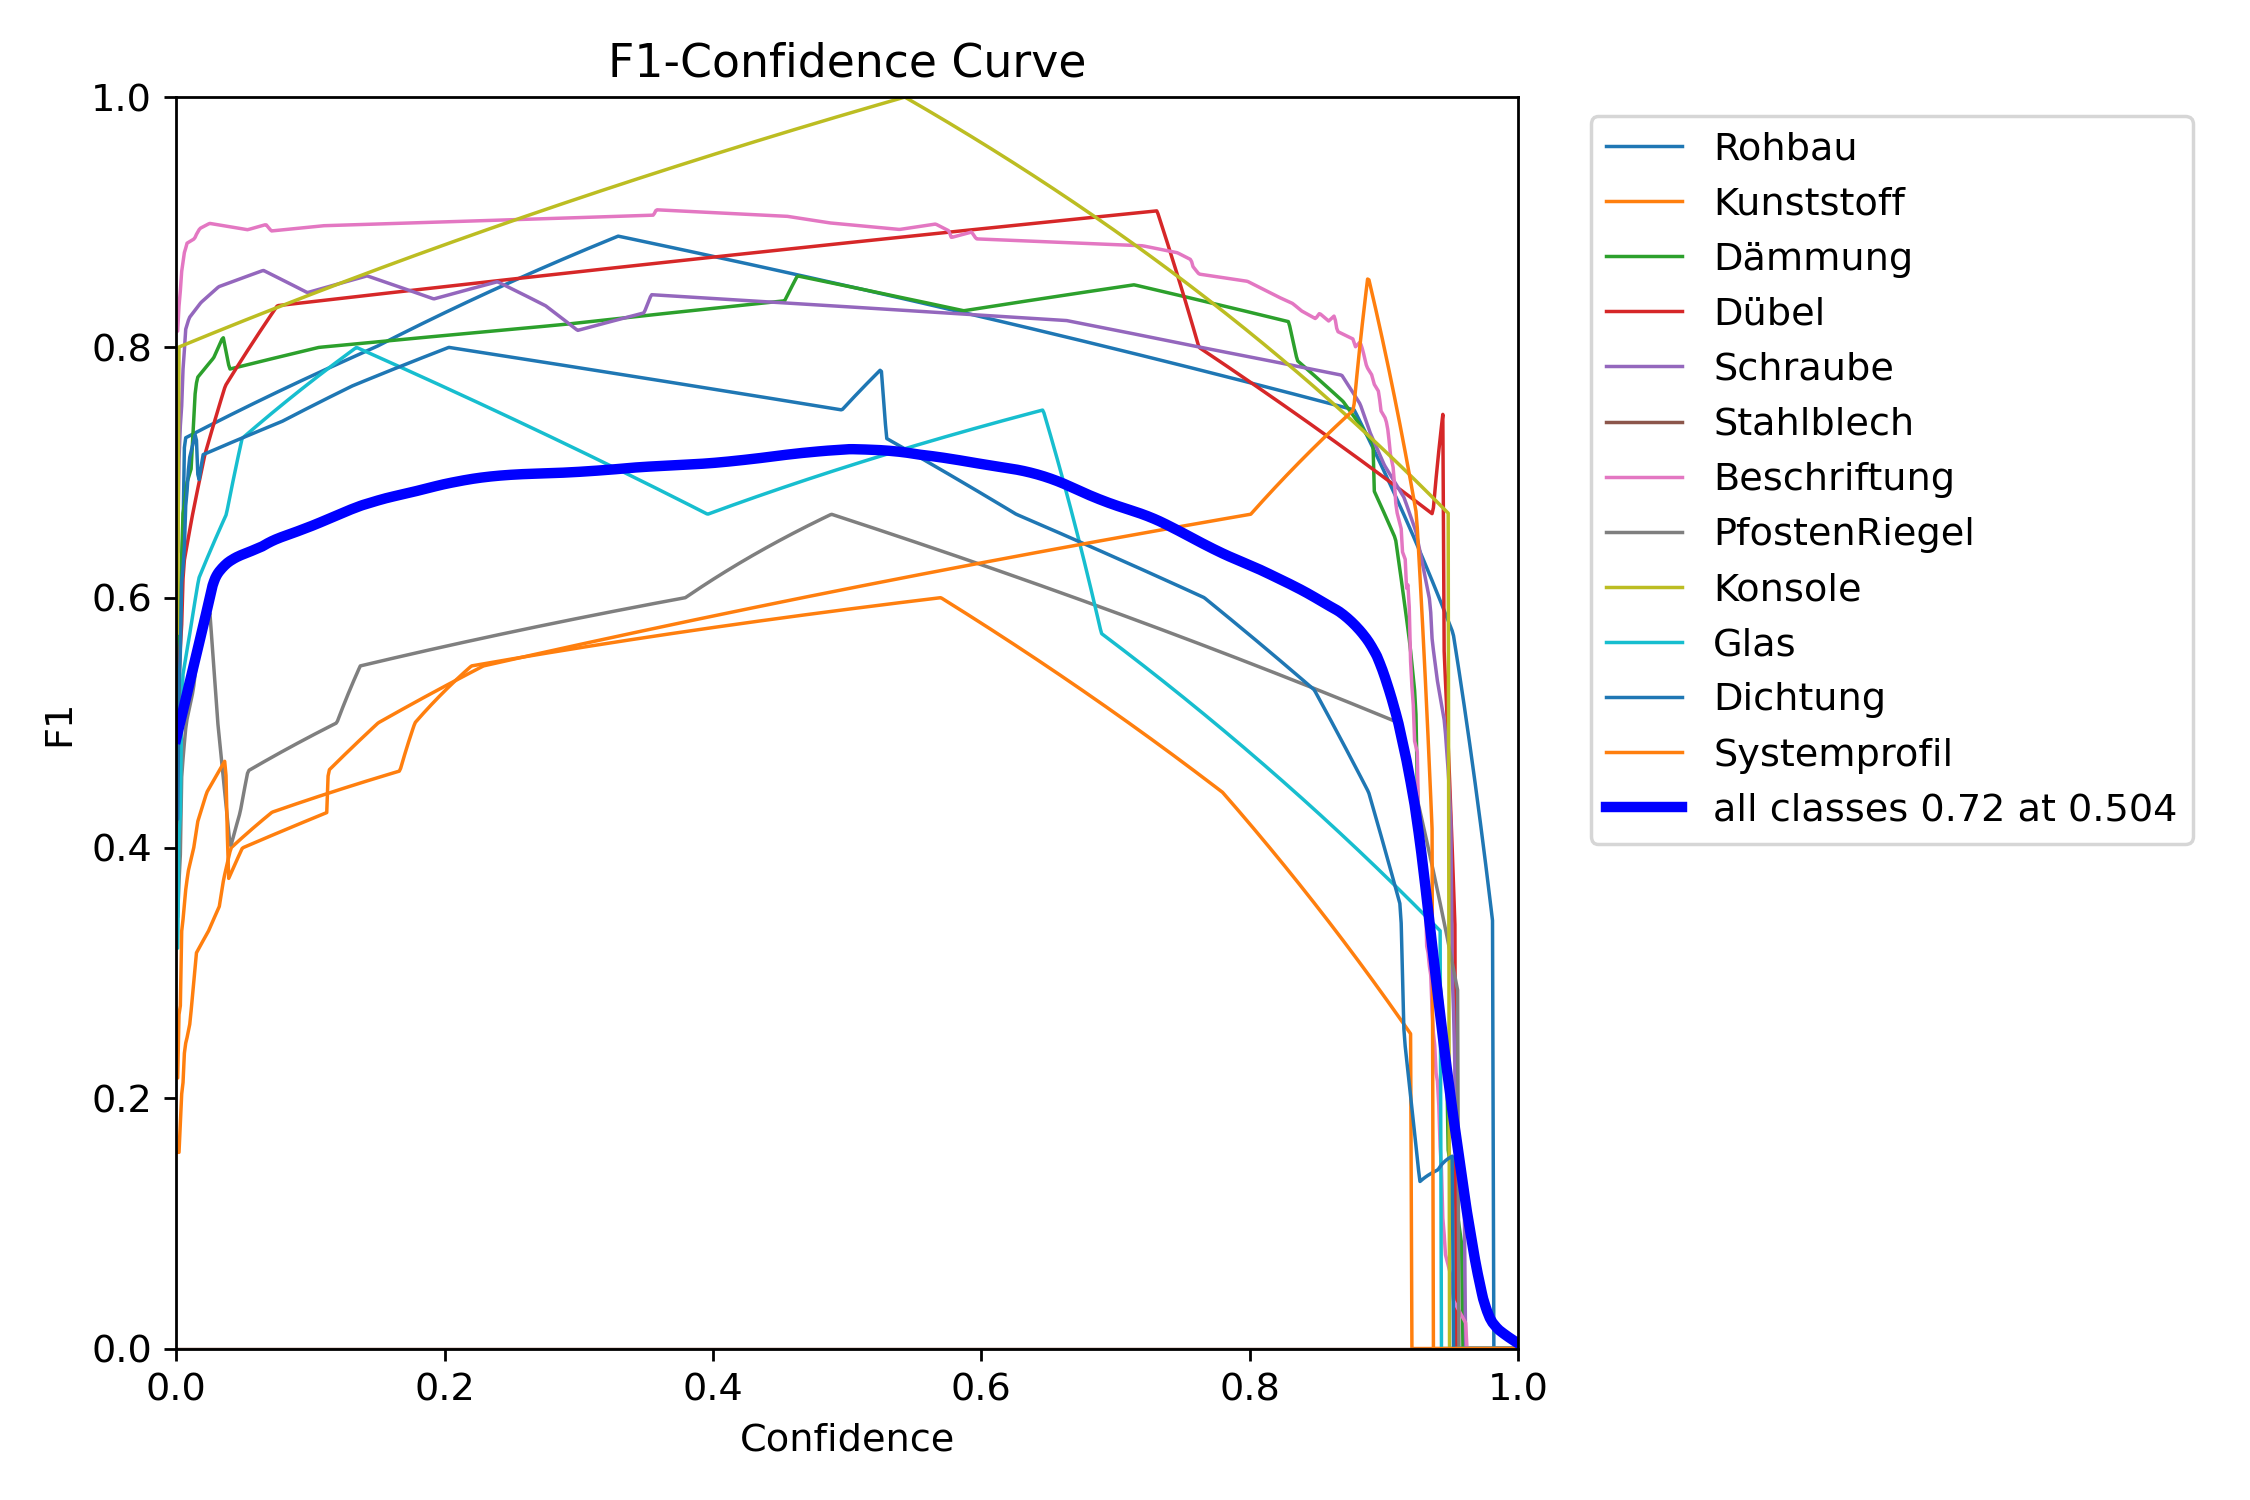 F1-Confidence Curve
1.0
0.8
0.6
0.4
0.2
0.0
F1
0.0 0.2 0.4 0.6 0.8 1.0
Confidence
Rohbau
Kunststoff
Dämmung
Dübel
Schraube
Stahlblech
Beschriftung
PfostenRiegel
Konsole
Glas
Dichtung
Systemprofil
all classes 0.72 at 0.504